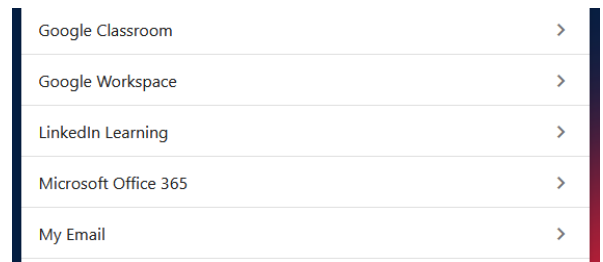 Google Classroom
Google Workspace
LinkedIn Learning
Microsoft Office 365
My Email